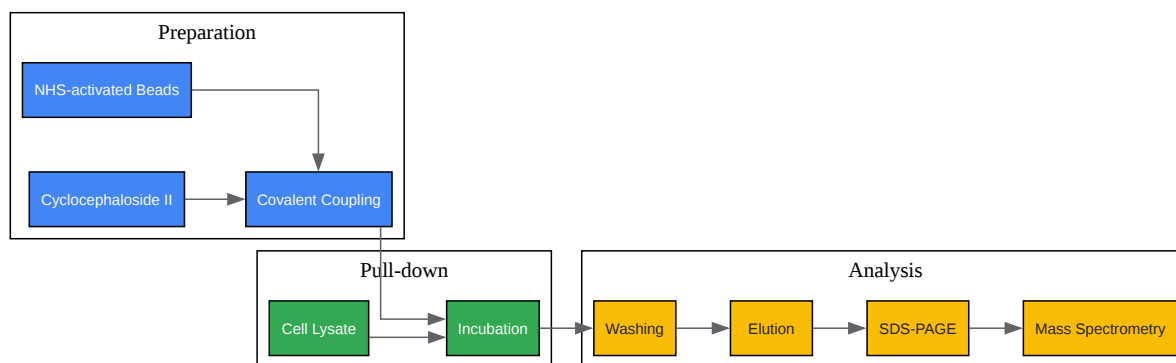 Preparation
NHS-activated Beads
Cyclocephaloside II
Covalent Coupling
Pull-down
Cell Lysate
Incubation
Analysis
Washing
Elution
SDS-PAGE
Mass Spectrometry